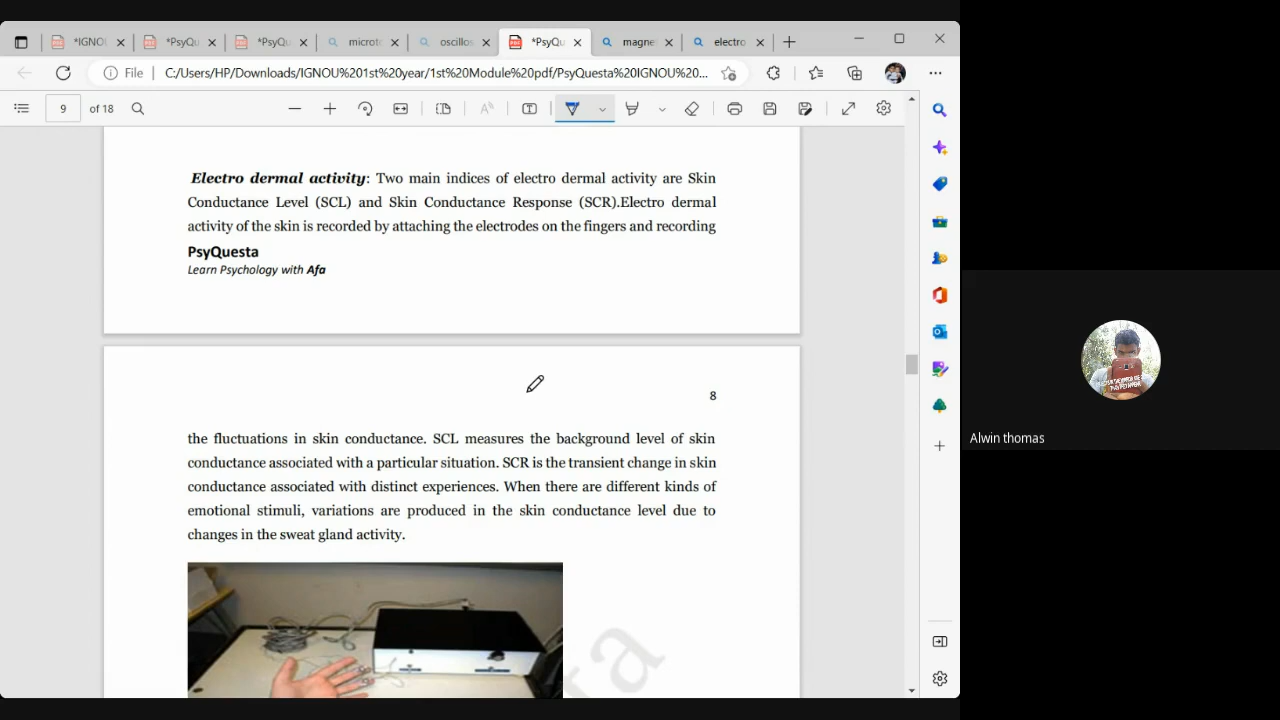 *IGNOU
*PsyQu
*PsyQu
microto
oscillos
*PsyQu
magne
electro
File
C:/Users/HP/Downloads/IGNOU%201st%20year/1st%20Module%20pdf/PsyQuesta%20IGNOU%20...
9 of 18
Electro dermal activity: Two main indices of electro dermal activity are Skin
Conductance Level (SCL) and Skin Conductance Response (SCR).Electro dermal
activity of the skin is recorded by attaching the electrodes on the fingers and recording
PsyQuesta
Learn Psychology with Afa
8
the fluctuations in skin conductance. SCL measures the background level of skin
conductance associated with a particular situation. SCR is the transient change in skin
conductance associated with distinct experiences. When there are different kinds of
emotional stimuli, variations are produced in the skin conductance level due to
changes in the sweat gland activity.
ra
Alwin thomas